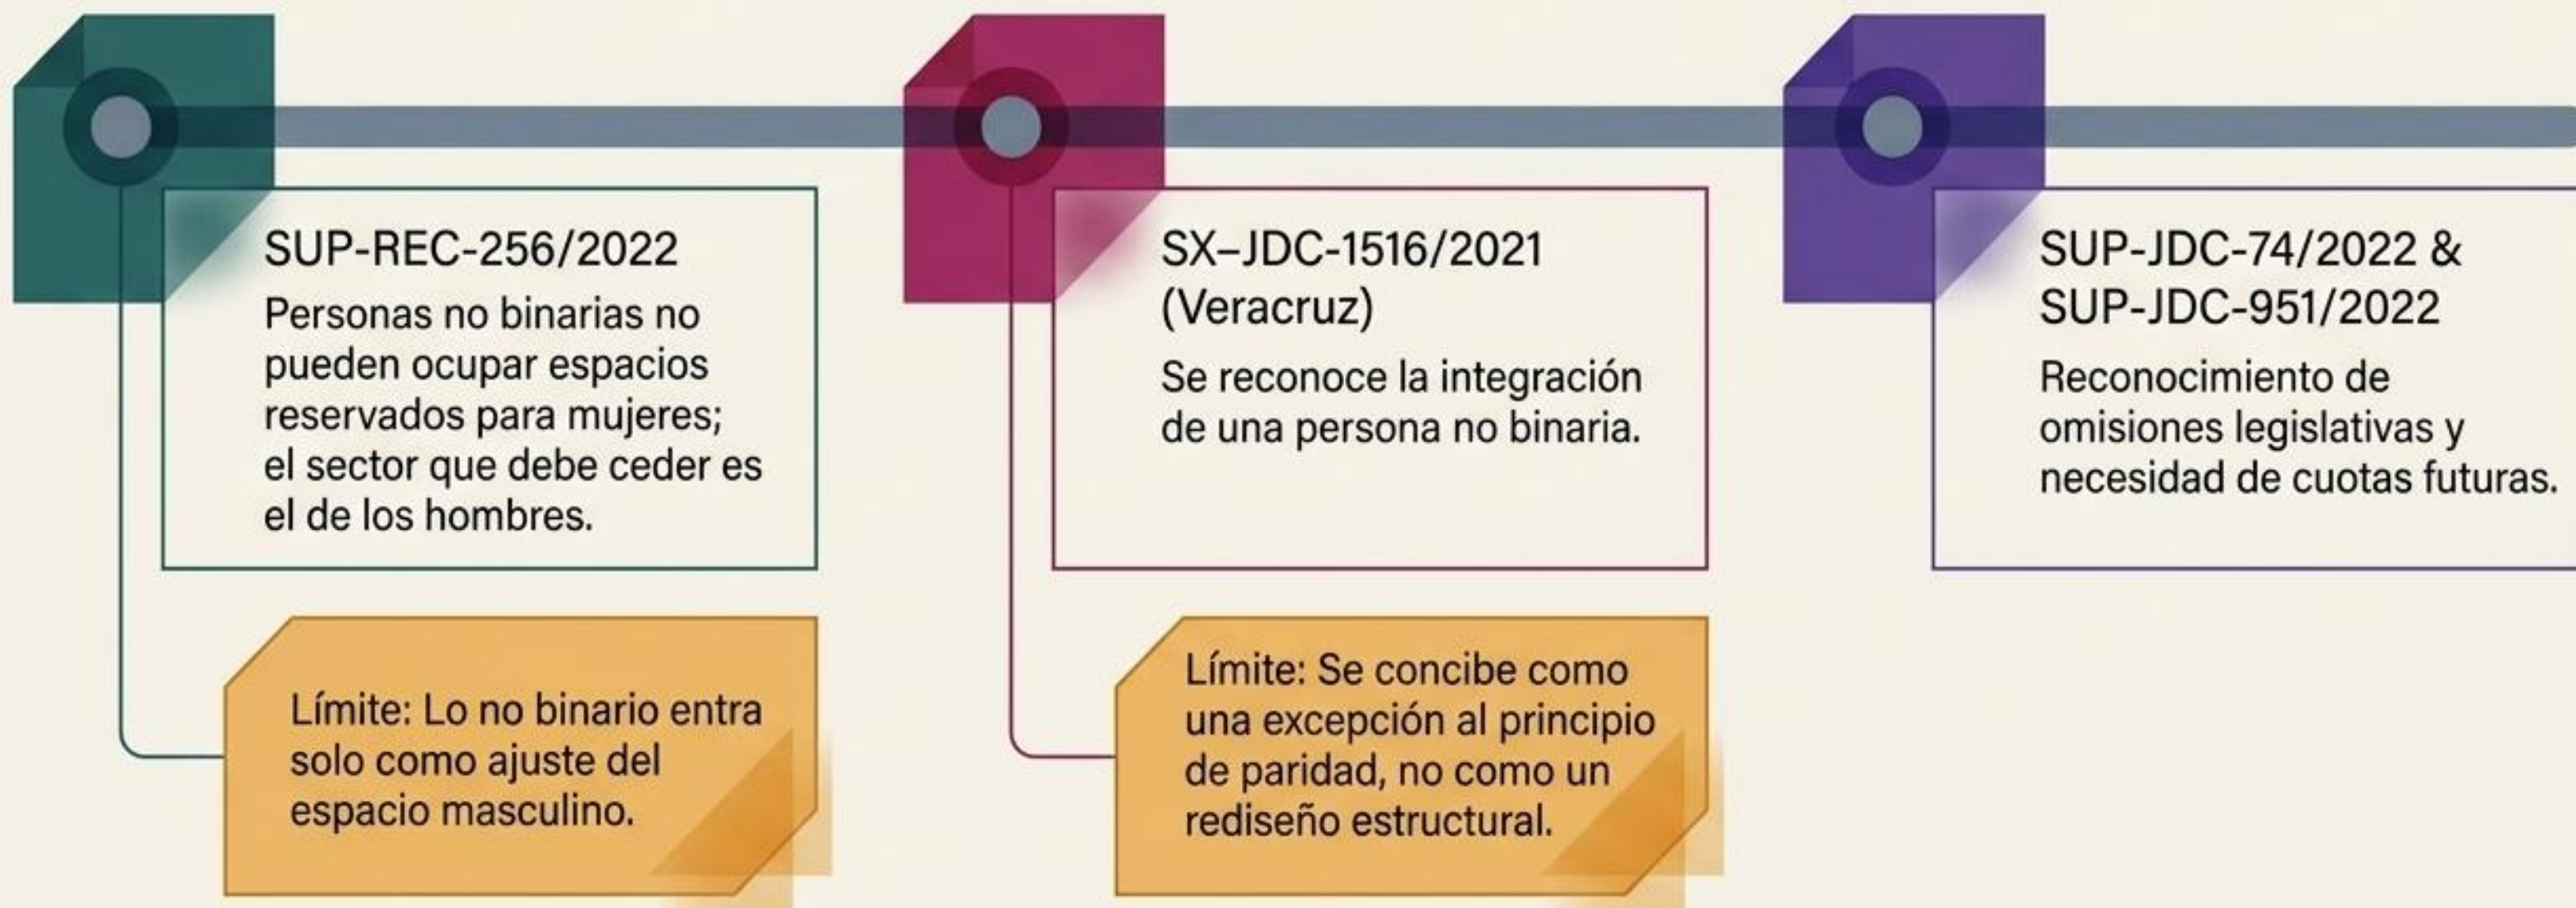 SUP-REC-256/2022
Personas no binarias no
pueden ocupar espacios
reservados para mujeres;
el sector que debe ceder es
el de los hombres.
Límite: Lo no binario entra
solo como ajuste del
espacio masculino.
SX–JDC-1516/2021
(Veracruz)
Se reconoce la integración
de una persona no binaria.
Límite: Se concibe como
una excepción al principio
de paridad, no como un
rediseño estructural.
SUP-JDC-74/2022 &
SUP-JDC-951/2022
Reconocimiento de
omisiones legislativas y
necesidad de cuotas futuras.